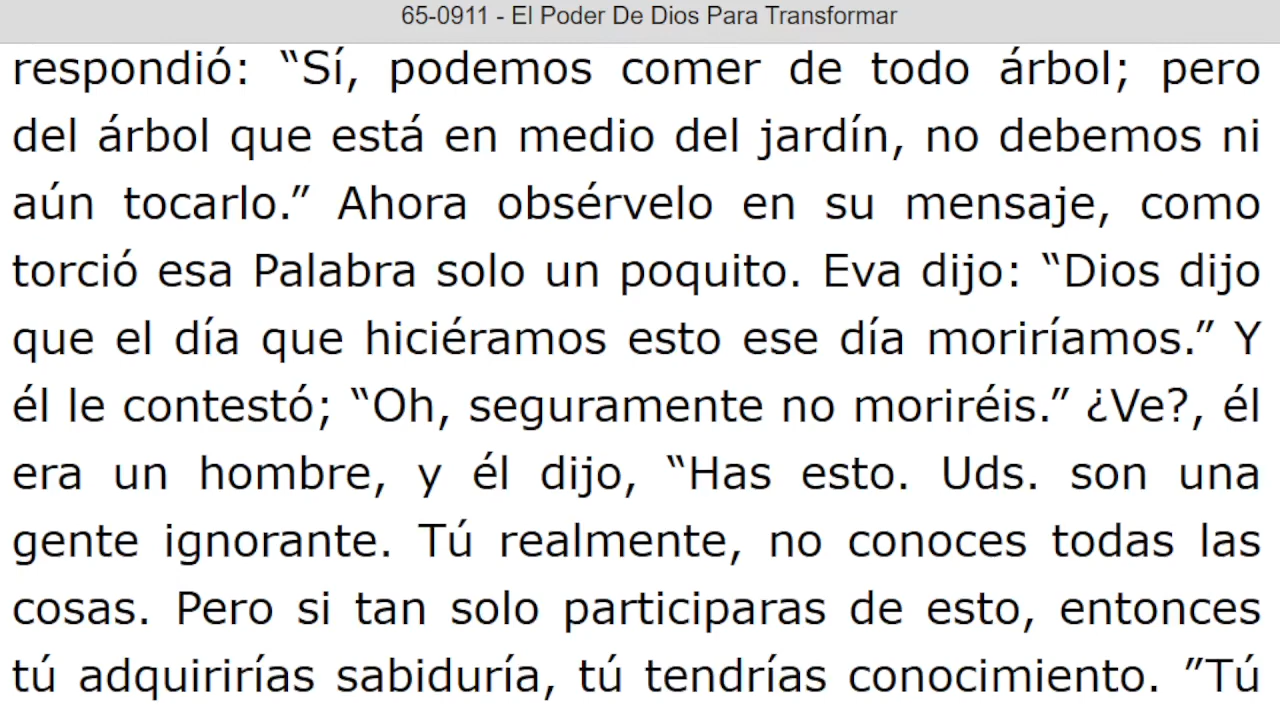 65-0911 - El Poder De Dios Para Transformar
respondió: “Sí, podemos comer de todo árbol; pero
del árbol que está en medio del jardín, no debemos ni
aún tocarlo.” Ahora obsérvelo en su mensaje, como
torció esa Palabra solo un poquito. Eva dijo: “Dios dijo
que el día que hiciéramos esto ese día moriríamos.” Y
él le contestó; “Oh, seguramente no moriréis.” ¿Ve?, él
era un hombre, y él dijo, “Has esto. Uds. son una
gente ignorante. Tú realmente, no conoces todas las
cosas. Pero si tan solo participaras de esto, entonces
tú adquirirías sabiduría, tú tendrías conocimiento. ”Tú